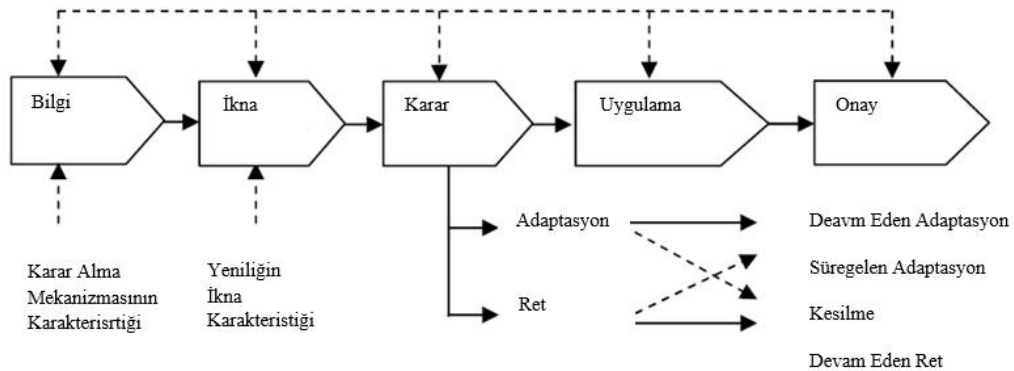 Bilgi
İkna
Karar
Uygulama
Onay
Adaptasyon
Deavm Eden Adaptasyon
Süregelen Adaptasyon
Ret
Kesilme
Devam Eden Ret
Karar Alma
Mekanizmasının
Karakterisrtiği
Yeniliğin
İkna
Karakteristiği